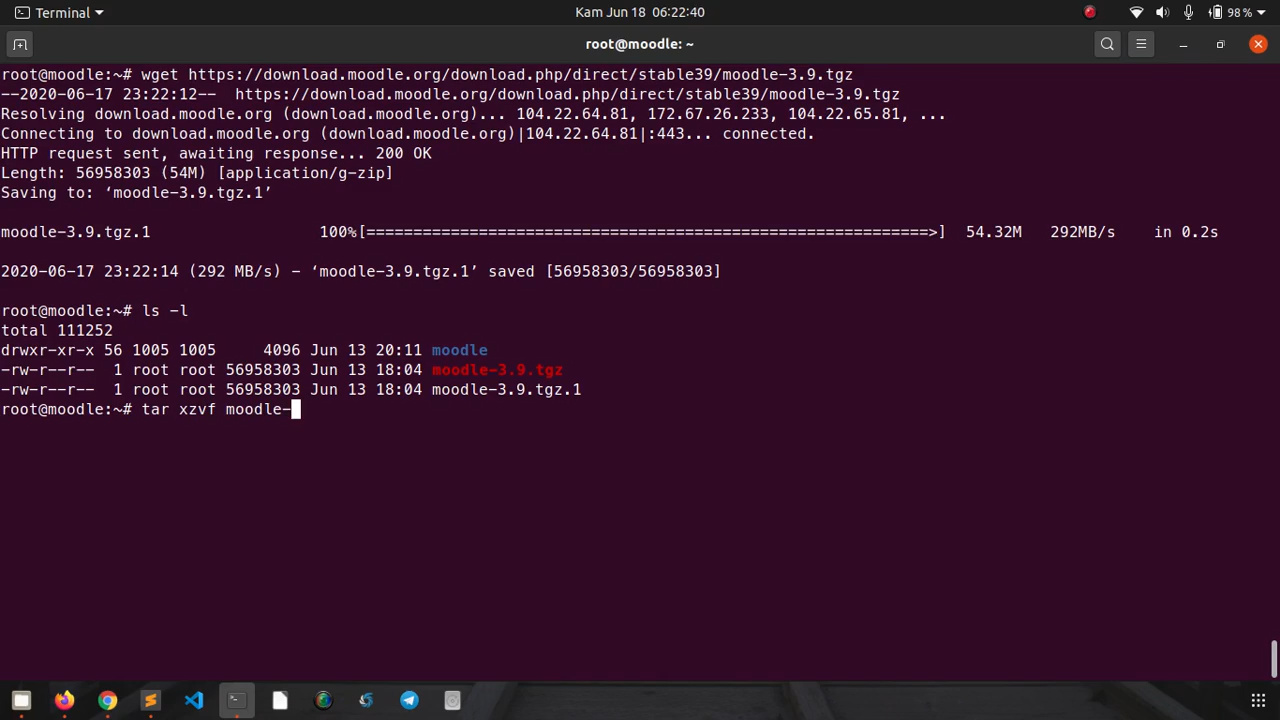 Terminal
Kam Jun 18 06:22:40
98 %
root@moodle: ~
root@moodle:~# wget https://download.moodle.org/download.php/direct/stable39/moodle-3.9.tgz
--2020-06-17 23:22:12-- https://download.moodle.org/download.php/direct/stable39/moodle-3.9.tgz
Resolving download.moodle.org (download.moodle.org)... 104.22.64.81, 172.67.26.233, 104.22.65.81, ...
Connecting to download.moodle.org (download.moodle.org)|104.22.64.81|:443... connected.
HTTP request sent, awaiting response... 200 OK
Length: 56958303 (54M) [application/g-zip]
Saving to: ‘moodle-3.9.tgz.1’
moodle-3.9.tgz.1 100%[============================================================>] 54.32M 292MB/s in 0.2s
2020-06-17 23:22:14 (292 MB/s) - ‘moodle-3.9.tgz.1’ saved [56958303/56958303]
root@moodle:~# ls -l
total 111252
drwxr-xr-x 56 1005 1005 4096 Jun 13 20:11 moodle
-rw-r--r-- 1 root root 56958303 Jun 13 18:04 moodle-3.9.tgz
-rw-r--r-- 1 root root 56958303 Jun 13 18:04 moodle-3.9.tgz.1
root@moodle:~# tar xzvf moodle-